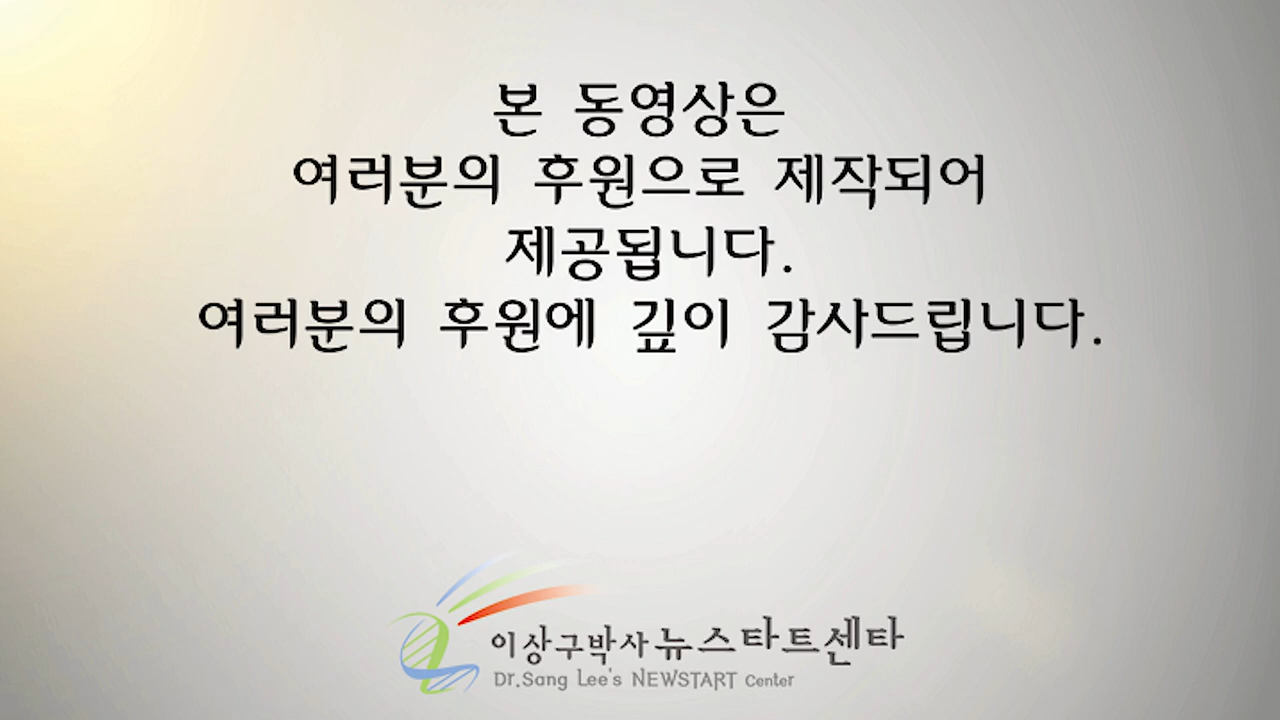 본 동영상은
여러분의 후원으로 제작되어
제공됩니다.
여러분의 후원에 깊이 감사드립니다.
이상구박사 뉴스타트센타
Dr.Sang Lee's NEWSTART Center